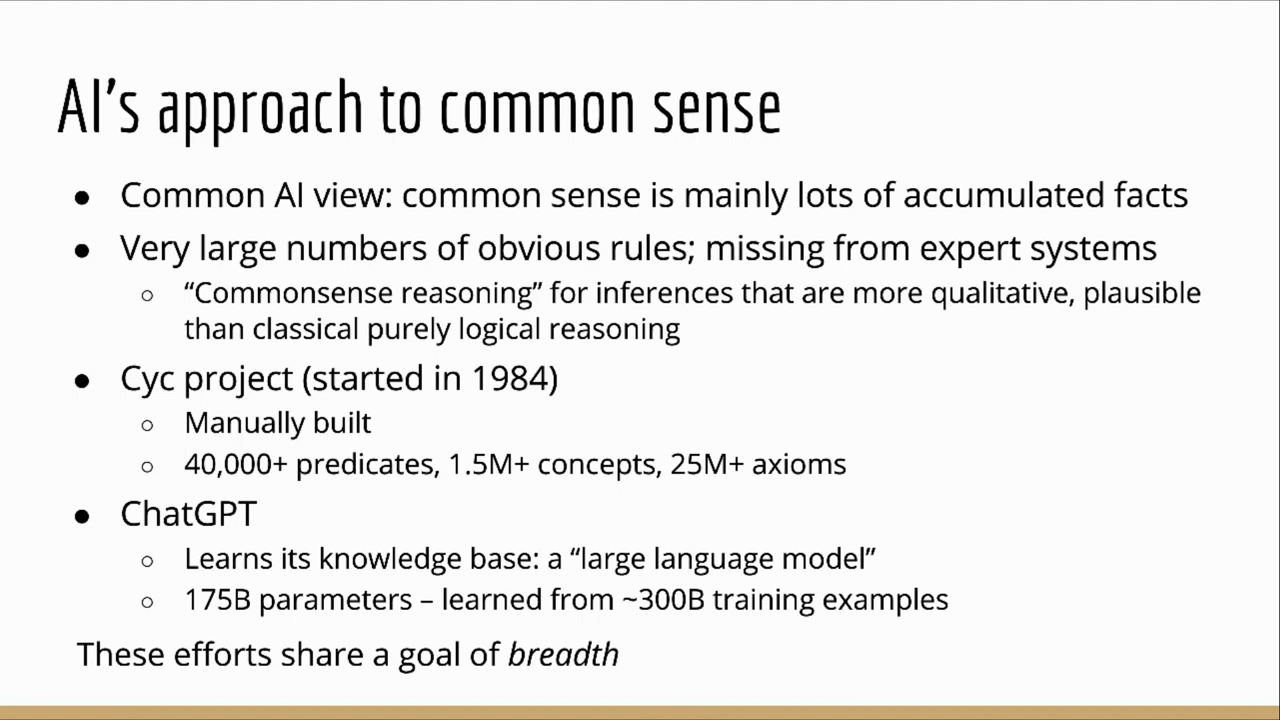 AI’s approach to common sense
● Common AI view: common sense is mainly lots of accumulated facts
● Very large numbers of obvious rules; missing from expert systems
○ “Commonsense reasoning” for inferences that are more qualitative, plausible
than classical purely logical reasoning
● Cyc project (started in 1984)
○ Manually built
○ 40,000+ predicates, 1.5M+ concepts, 25M+ axioms
● ChatGPT
○ Learns its knowledge base: a “large language model”
○ 175B parameters – learned from ~300B training examples
These efforts share a goal of breadth